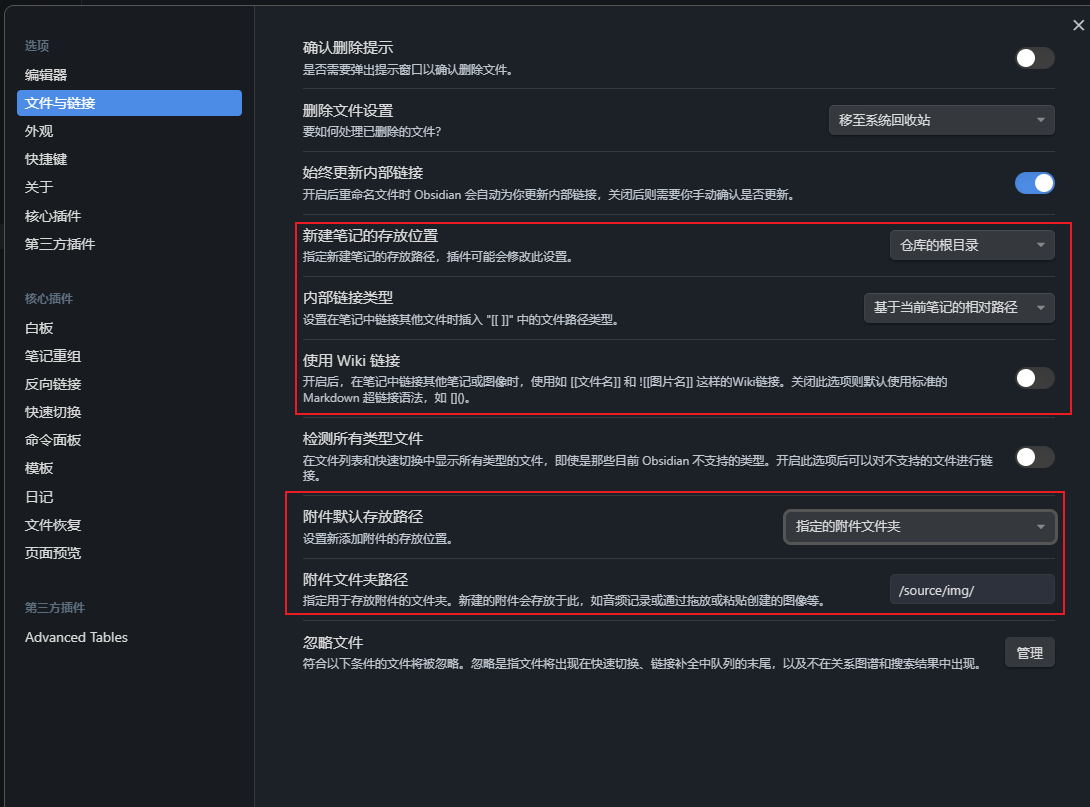 选项
编辑器
文件与链接
外观
快捷键
关于
核心插件
第三方插件
核心插件
白板
笔记重组
反向链接
快速切换
命令面板
模板
日记
文件恢复
页面预览
第三方插件
Advanced Tables
确认删除提示
是否需要弹出提示窗口以确认删除文件。
删除文件设置
要如何处理已删除的文件?
移至系统回收站
始终更新内部链接
开启后重命名文件时 Obsidian 会自动为你更新内部链接，关闭后则需要你手动确认是否更新。
新建笔记的存放位置
指定新建笔记的存放路径，插件可能会修改此设置。
仓库的根目录
内部链接类型
设置在笔记中链接其他文件时插入 "[[ ]]" 中的文件路径类型。
基于当前笔记的相对路径
使用 Wiki 链接
开启后，在笔记中链接其他笔记或图像时，使用如 [[文件名]] 和 ![[图片名]] 这样的Wiki链接。关闭此选项则默认使用标准的
Markdown 超链接语法，如 []()。
检测所有类型文件
在文件列表和快速切换中显示所有类型的文件，即使是那些目前 Obsidian 不支持的类型。开启此选项后可以对不支持的文件进行链
接。
附件默认存放路径
设置新添加附件的存放位置。
指定的附件文件夹
附件文件夹路径
指定用于存放附件的文件夹。新建的附件会存放于此，如音频记录或通过拖放或粘贴创建的图像等。
/source/img/
忽略文件
符合以下条件的文件将被忽略。忽略是指文件将出现在快速切换、链接补全中队列的末尾，以及不在关系图谱和搜索结果中出现。
管理